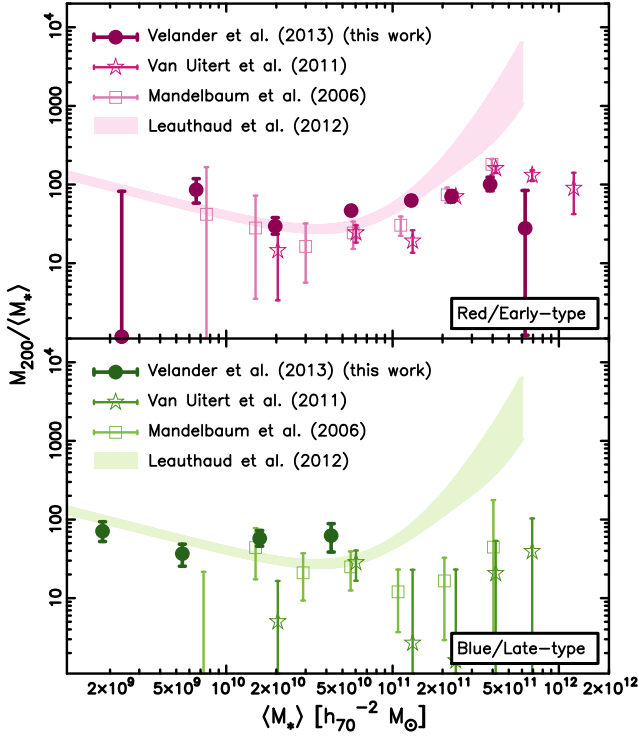 10⁴
1000
100
10
Velander et al. (2013) (this work)
Van Uitert et al. (2011)
Mandelbaum et al. (2006)
Leauthaud et al. (2012)
Red/Early-type
M₂₀₀/⟨M*⟩
10⁴
1000
100
10
Velander et al. (2013) (this work)
Van Uitert et al. (2011)
Mandelbaum et al. (2006)
Leauthaud et al. (2012)
Blue/Late-type
2×10⁹ 5×10⁹ 10¹⁰ 2×10¹⁰ 5×10¹⁰ 10¹¹ 2×10¹¹ 5×10¹¹ 10¹² 2×10¹²
⟨M*⟩ [h₇₀⁻² M⊙]